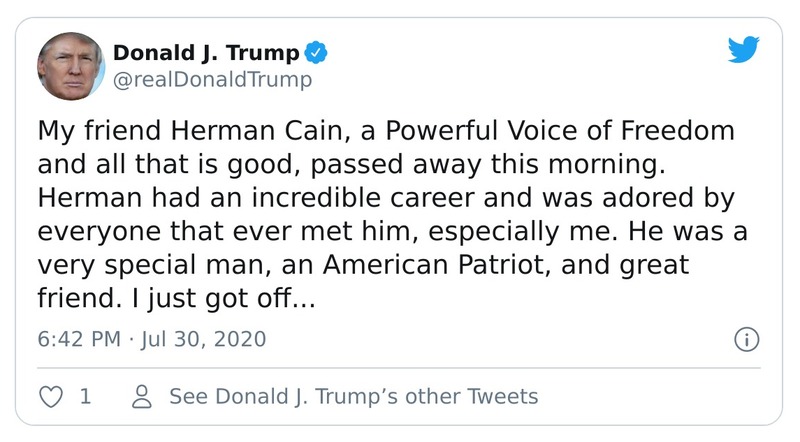 Donald J. Trump
@realDonaldTrump
My friend Herman Cain, a Powerful Voice of Freedom
and all that is good, passed away this morning.
Herman had an incredible career and was adored by
everyone that ever met him, especially me. He was a
very special man, an American Patriot, and great
friend. I just got off...
6:42 PM · Jul 30, 2020
1 See Donald J. Trump’s other Tweets